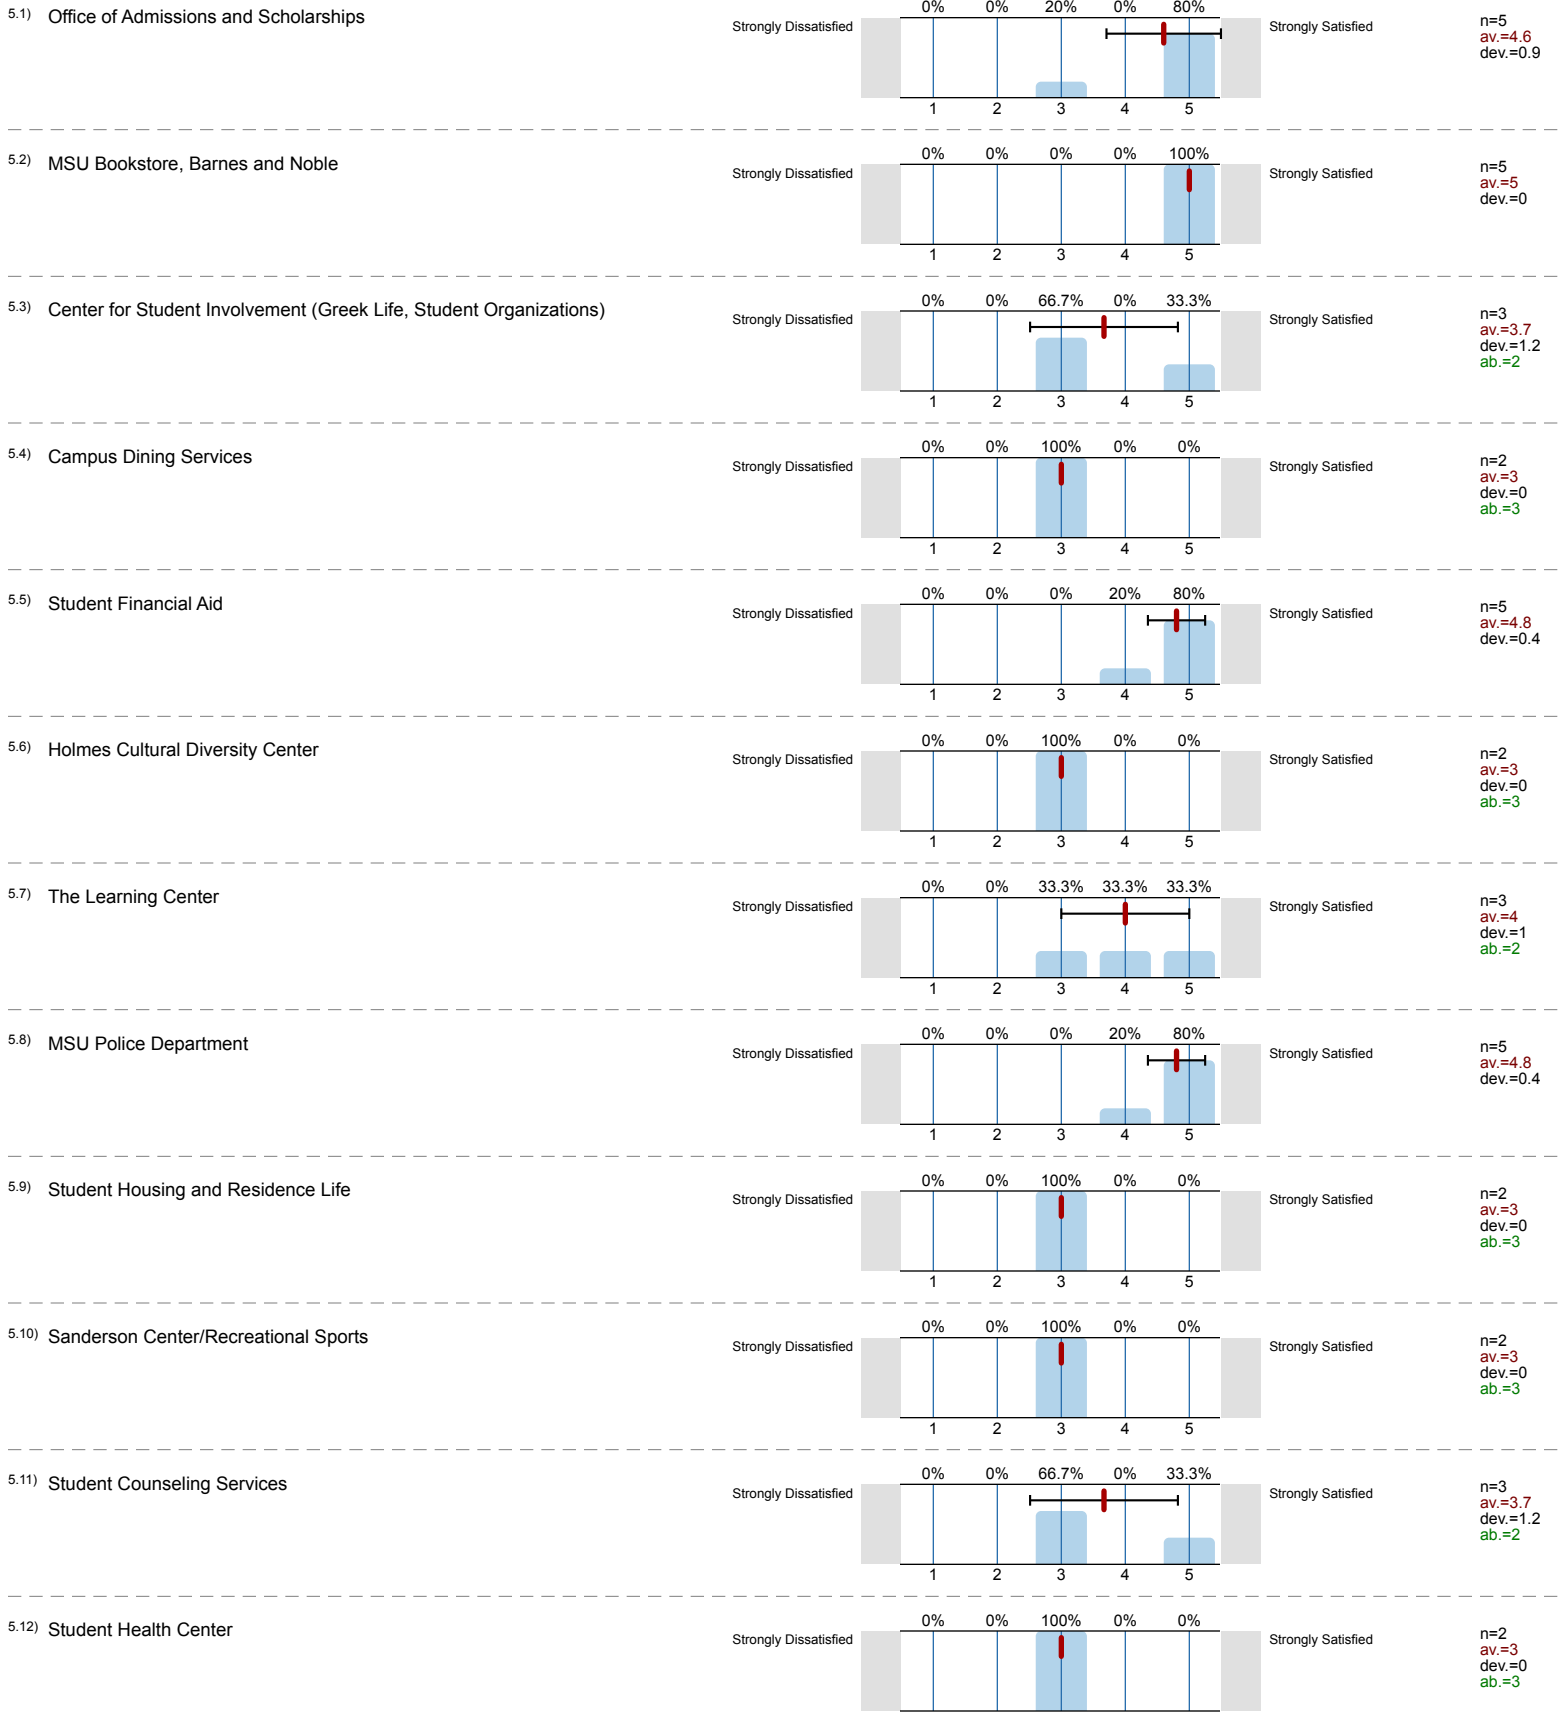 5.1) Office of Admissions and Scholarships
0% 0% 20% 0% 80%
Strongly Dissatisfied Strongly Satisfied
n=5
av.=4.6
dev.=0.9
1 2 3 4 5
5.2) MSU Bookstore, Barnes and Noble
0% 0% 0% 0% 100%
Strongly Dissatisfied Strongly Satisfied
n=5
av.=5
dev.=0
1 2 3 4 5
5.3) Center for Student Involvement (Greek Life, Student Organizations)
0% 0% 66.7% 0% 33.3%
Strongly Dissatisfied Strongly Satisfied
n=3
av.=3.7
dev.=1.2
ab.=2
1 2 3 4 5
5.4) Campus Dining Services
0% 0% 100% 0% 0%
Strongly Dissatisfied Strongly Satisfied
n=2
av.=3
dev.=0
ab.=3
1 2 3 4 5
5.5) Student Financial Aid
0% 0% 0% 20% 80%
Strongly Dissatisfied Strongly Satisfied
n=5
av.=4.8
dev.=0.4
1 2 3 4 5
5.6) Holmes Cultural Diversity Center
0% 0% 100% 0% 0%
Strongly Dissatisfied Strongly Satisfied
n=2
av.=3
dev.=0
ab.=3
1 2 3 4 5
5.7) The Learning Center
0% 0% 33.3% 33.3% 33.3%
Strongly Dissatisfied Strongly Satisfied
n=3
av.=4
dev.=1
ab.=2
1 2 3 4 5
5.8) MSU Police Department
0% 0% 0% 20% 80%
Strongly Dissatisfied Strongly Satisfied
n=5
av.=4.8
dev.=0.4
1 2 3 4 5
5.9) Student Housing and Residence Life
0% 0% 100% 0% 0%
Strongly Dissatisfied Strongly Satisfied
n=2
av.=3
dev.=0
ab.=3
1 2 3 4 5
5.10) Sanderson Center/Recreational Sports
0% 0% 100% 0% 0%
Strongly Dissatisfied Strongly Satisfied
n=2
av.=3
dev.=0
ab.=3
1 2 3 4 5
5.11) Student Counseling Services
0% 0% 66.7% 0% 33.3%
Strongly Dissatisfied Strongly Satisfied
n=3
av.=3.7
dev.=1.2
ab.=2
1 2 3 4 5
5.12) Student Health Center
0% 0% 100% 0% 0%
Strongly Dissatisfied Strongly Satisfied
n=2
av.=3
dev.=0
ab.=3